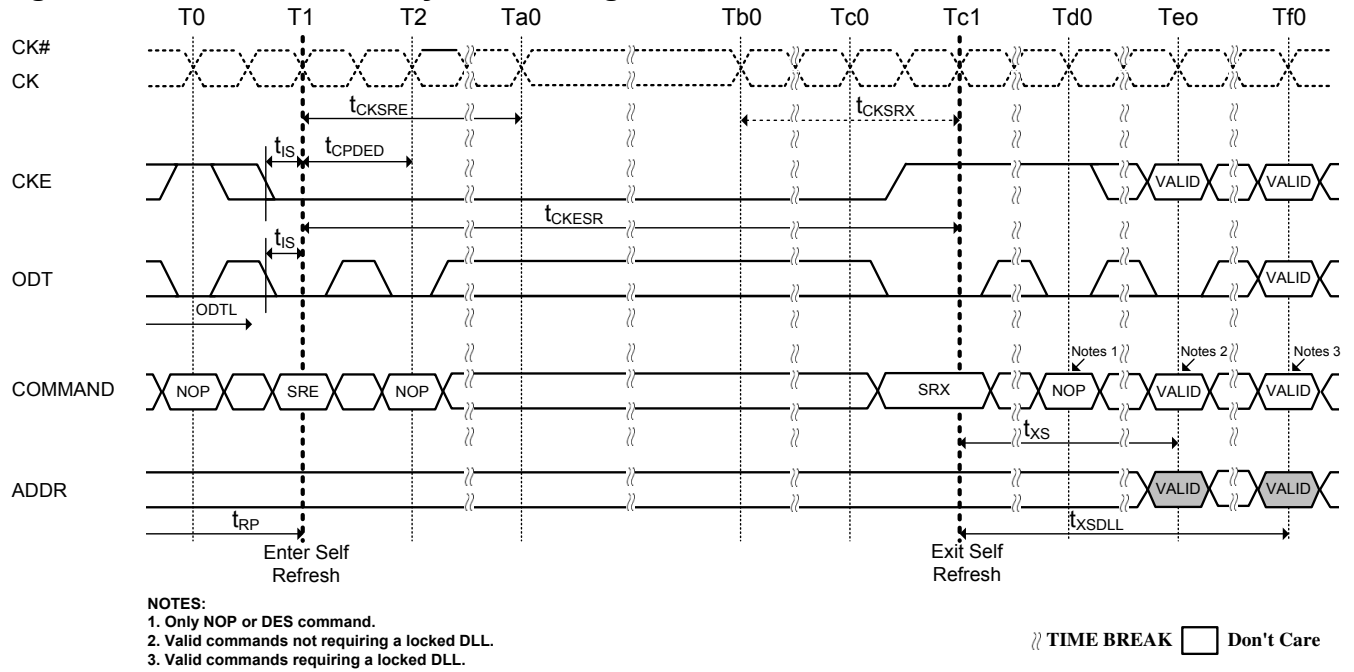 T0 T1 T2 Ta0 Tb0 Tc0 Tc1 Td0 Teo Tf0
CK#
CK
tCKSRE tCKSRX
tIS tCPDED
CKE VALID VALID
tCKESR
tIS
ODT VALID
ODTL
Notes 1 Notes 2 Notes 3
COMMAND NOP SRE NOP SRX NOP VALID VALID
tXS
ADDR VALID VALID
tRP tXSDLL
Enter Self Refresh
Exit Self Refresh
NOTES:
1. Only NOP or DES command.
2. Valid commands not requiring a locked DLL.
3. Valid commands requiring a locked DLL.
TIME BREAK Don't Care